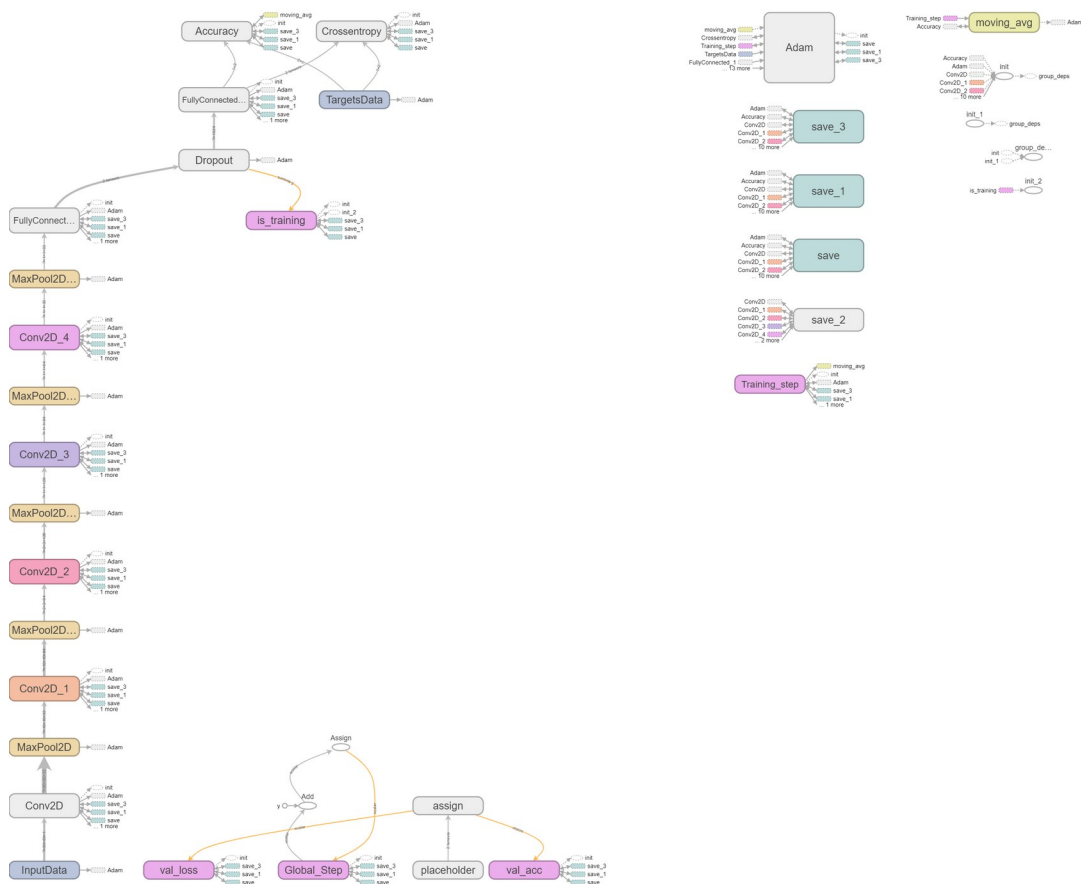 Accuracy
moving_avg
init
save_3
save_1
save
Crossentropy
init
Adam
save_3
save_1
save
FullyConnected...
init
Adam
save_3
save_1
save
... 1 more
TargetsData
Adam
Dropout
Adam
is_training
init
init_2
save_3
save_1
save
FullyConnect...
init
Adam
save_3
save_1
save
... 1 more
MaxPool2D...
Adam
Conv2D_4
init
Adam
save_3
save_1
save
... 1 more
MaxPool2D...
Adam
Conv2D_3
init
Adam
save_3
save_1
save
... 1 more
MaxPool2D...
Adam
Conv2D_2
init
Adam
save_3
save_1
save
... 1 more
MaxPool2D...
Adam
Conv2D_1
init
Adam
save_3
save_1
save
... 1 more
MaxPool2D
Adam
Conv2D
init
Adam
save_3
save_1
save
... 1 more
InputData
Adam
Assign
Add
y
assign
val_loss
init
save_3
save_1
save
Global_Step
init
save_3
save_1
save
placeholder
val_acc
init
save_3
save_1
save
moving_avg
Crossentropy
Training_step
TargetsData
FullyConnected_1
... 13 more
Adam
init
save
save_1
save_3
Adam
Accuracy
Conv2D
Conv2D_1
Conv2D_2
... 10 more
save_3
Adam
Accuracy
Conv2D
Conv2D_1
Conv2D_2
... 10 more
save_1
Adam
Accuracy
Conv2D
Conv2D_1
Conv2D_2
... 10 more
save
Conv2D
Conv2D_1
Conv2D_2
Conv2D_3
Conv2D_4
... 2 more
save_2
Training_step
moving_avg
init
Adam
save_3
save_1
... 1 more
Training_step
Accuracy
moving_avg
Adam
Accuracy
Adam
Conv2D
Conv2D_1
Conv2D_2
... 10 more
init
group_deps
init_1
group_deps
group_de...
init
init_1
init_2
is_training